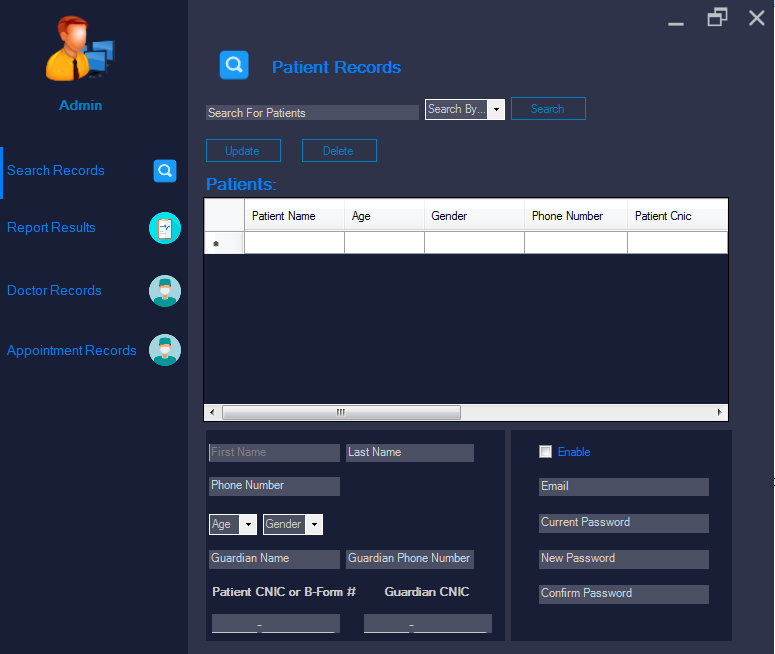 Admin
Search Records
Report Results
Doctor Records
Appointment Records
Patient Records
Search For Patients
Search By...
Search
Update
Delete
Patients:
Patient Name Age Gender Phone Number Patient Cnic
First Name Last Name
Phone Number
Age Gender
Guardian Name Guardian Phone Number
Patient CNIC or B-Form # Guardian CNIC
_____-_______ _____-_______
Enable
Email
Current Password
New Password
Confirm Password